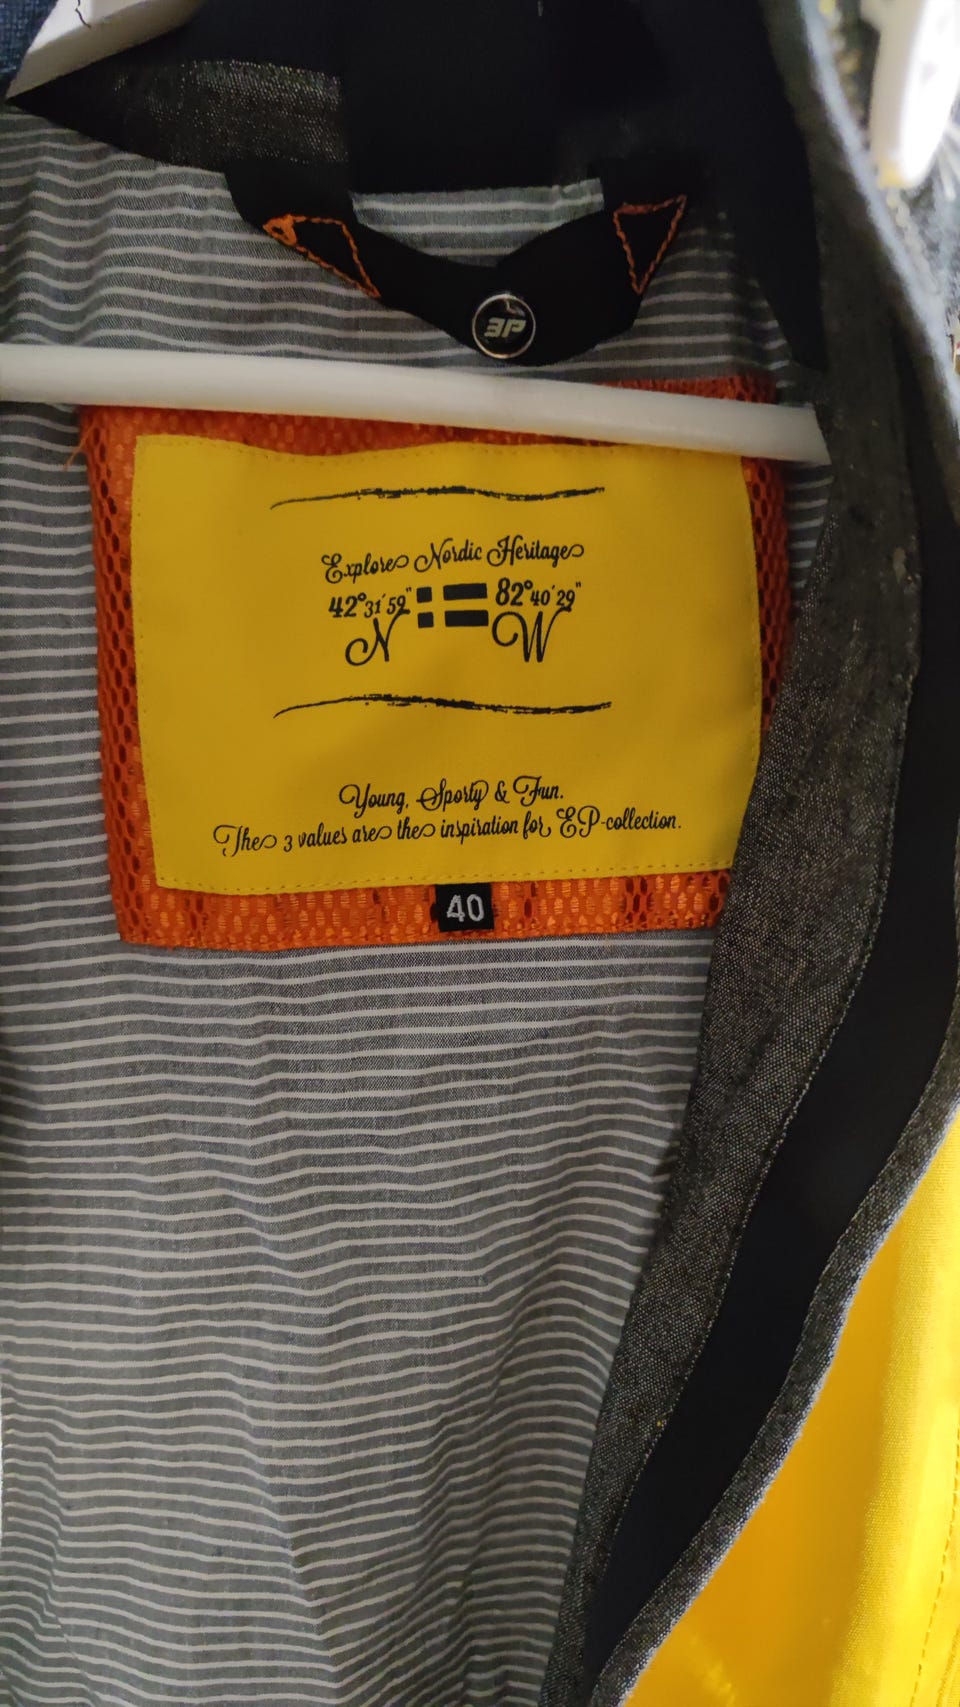 3P
Explore Nordic Heritage
42°31'59" 82°40'29"
N W
Young, Sporty & Fun.
The 3 values are the inspiration for EP-collection.
40